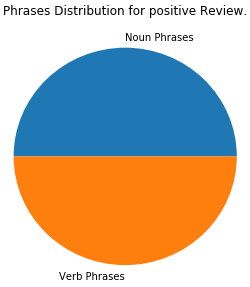 Phrases Distribution for positive Review.
Noun Phrases
Verb Phrases